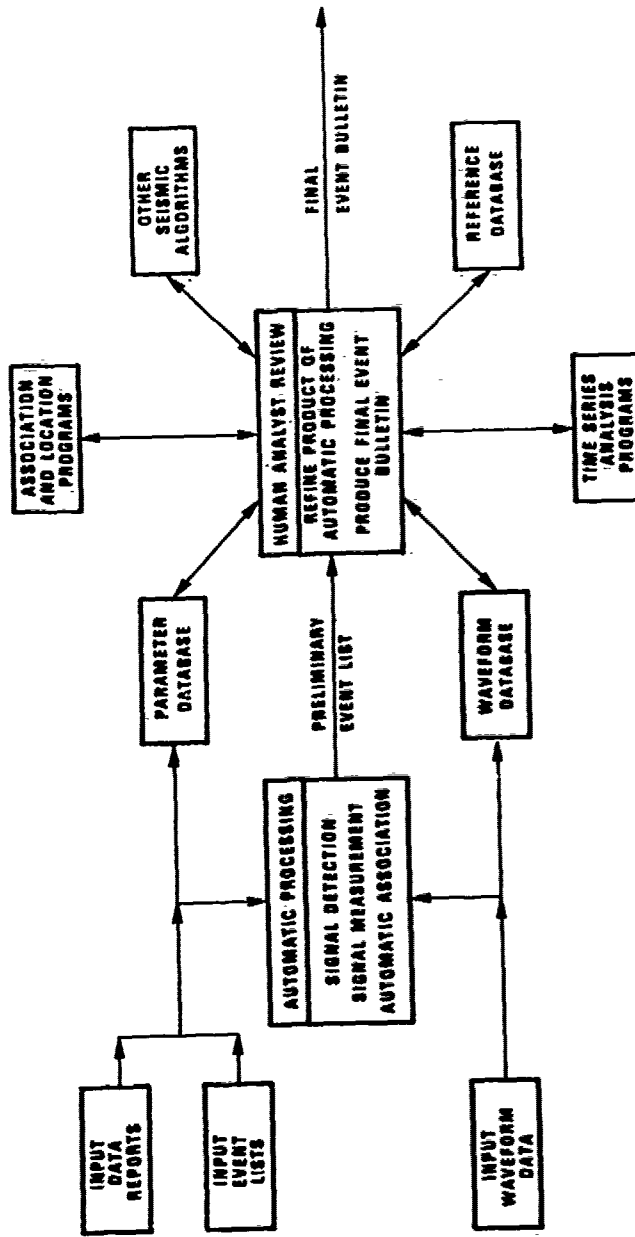 INPUT
DATA
REPORTS
INPUT
EVENT
LISTS
INPUT
WAVEFORM
DATA
AUTOMATIC PROCESSING
SIGNAL DETECTION
SIGNAL MEASUREMENT
AUTOMATIC ASSOCIATION
PARAMETER
DATABASE
PRELIMINARY
EVENT LIST
WAVEFORM
DATABASE
ASSOCIATION
AND LOCATION
PROGRAMS
HUMAN ANALYST REVIEW
REFINE PRODUCT OF
AUTOMATIC PROCESSING
PRODUCE FINAL EVENT
BULLETIN
TIME SERIES
ANALYSIS
PROGRAMS
OTHER
SEISMIC
ALGORITHMS
FINAL
EVENT BULLETIN
REFERENCE
DATABASE